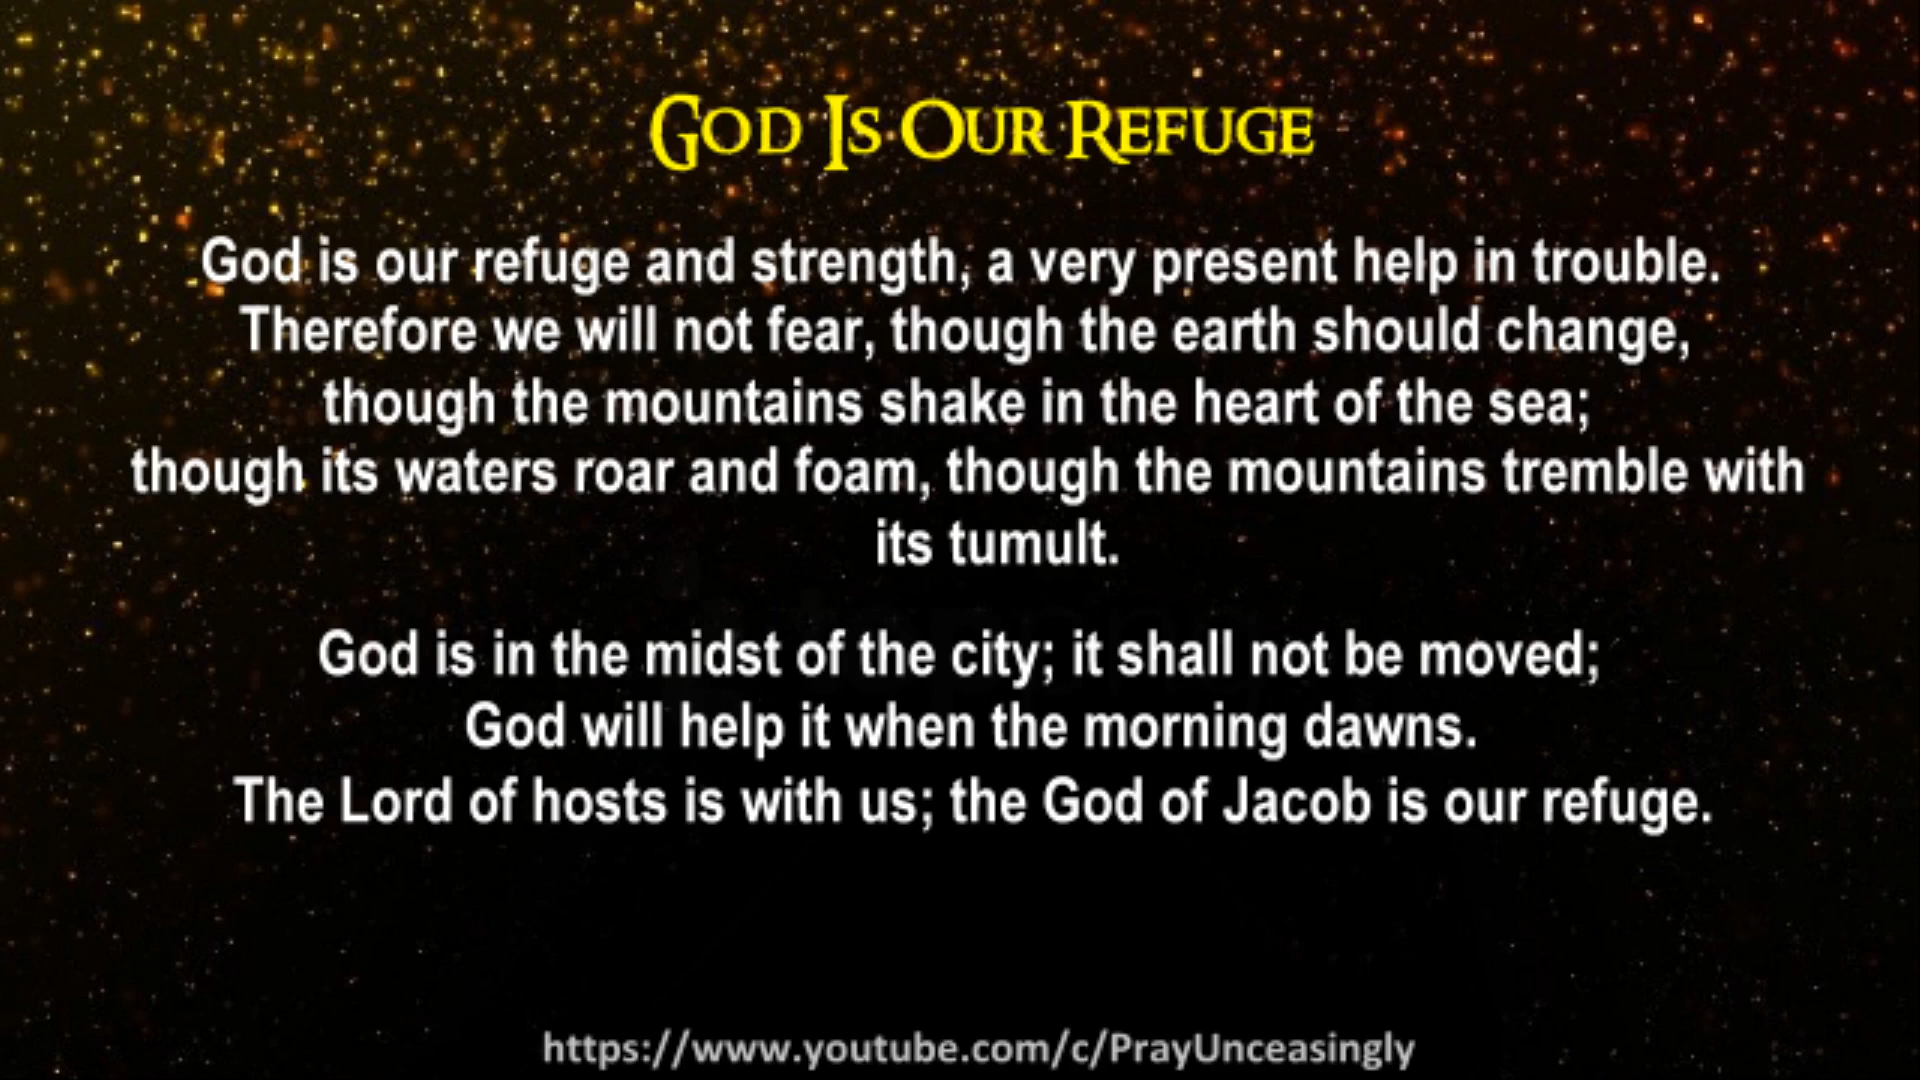 God Is Our Refuge
God is our refuge and strength, a very present help in trouble.
Therefore we will not fear, though the earth should change,
though the mountains shake in the heart of the sea;
though its waters roar and foam, though the mountains tremble with
its tumult.
God is in the midst of the city; it shall not be moved;
God will help it when the morning dawns.
The Lord of hosts is with us; the God of Jacob is our refuge.
https://www.youtube.com/c/PrayUnceasingly